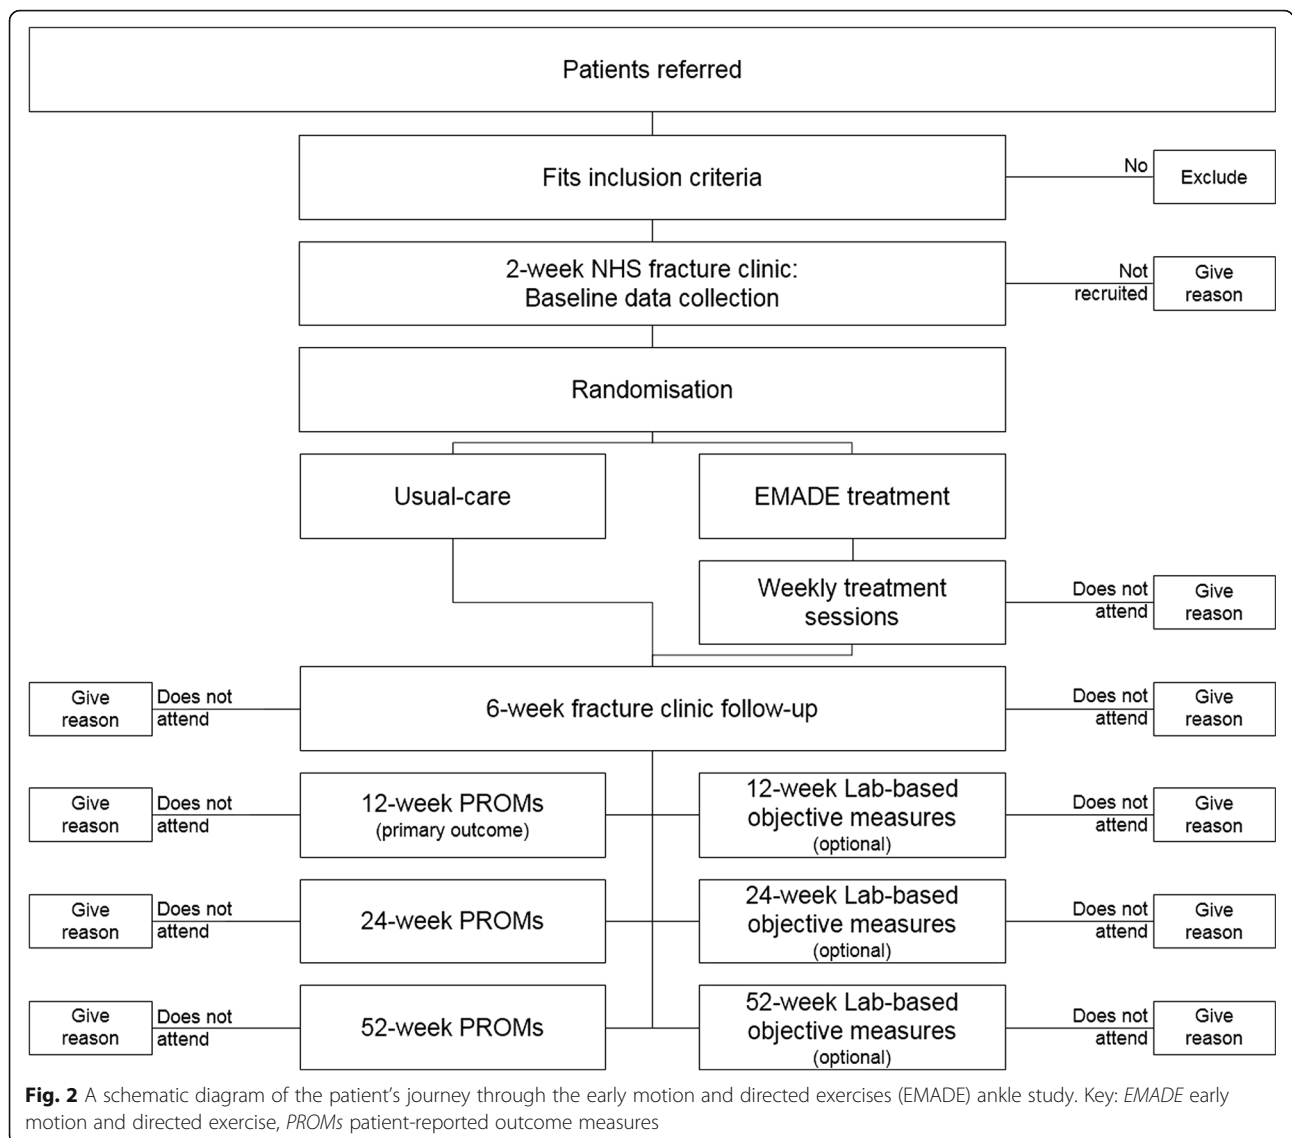 Patients referred
Fits inclusion criteria
No
Exclude
2-week NHS fracture clinic:
Baseline data collection
Not
recruited
Give
reason
Randomisation
Usual-care
EMADE treatment
Weekly treatment
sessions
Does not
attend
Give
reason
Give
reason
Does not
attend
6-week fracture clinic follow-up
Does not
attend
Give
reason
Give
reason
Does not
attend
12-week PROMs
(primary outcome)
12-week Lab-based
objective measures
(optional)
Does not
attend
Give
reason
Give
reason
Does not
attend
24-week PROMs
24-week Lab-based
objective measures
(optional)
Does not
attend
Give
reason
Give
reason
Does not
attend
52-week PROMs
52-week Lab-based
objective measures
(optional)
Does not
attend
Give
reason
Fig. 2 A schematic diagram of the patient’s journey through the early motion and directed exercises (EMADE) ankle study. Key: EMADE early
motion and directed exercise, PROMs patient-reported outcome measures